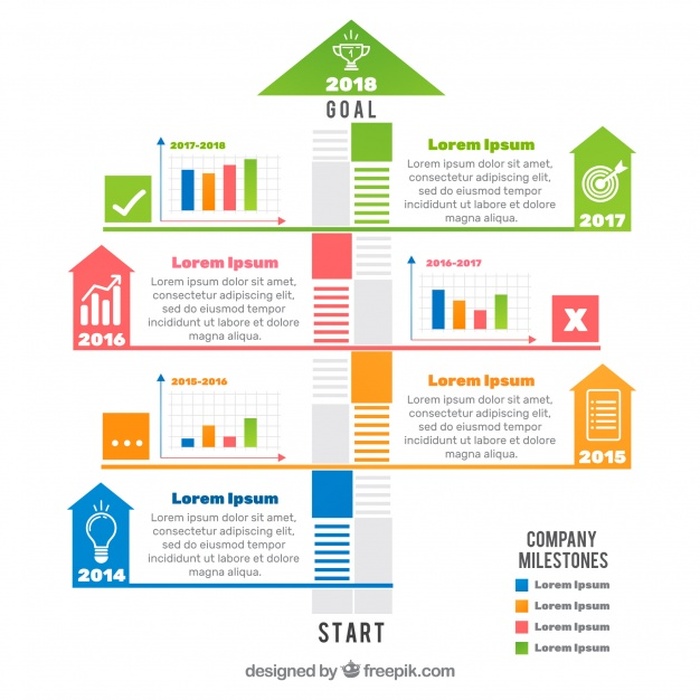 2018
GOAL
2017-2018
Lorem Ipsum
Lorem ipsum dolor sit amet,
consectetur adipiscing elit,
sed do eiusmod tempor
incididunt ut labore et dolore
magna aliqua.
2017
Lorem Ipsum
Lorem ipsum dolor sit amet,
consectetur adipiscing elit,
sed do eiusmod tempor
incididunt ut labore et dolore
magna aliqua.
2016
2016-2017
X
2015-2016
Lorem Ipsum
Lorem ipsum dolor sit amet,
consectetur adipiscing elit,
sed do eiusmod tempor
incididunt ut labore et dolore
magna aliqua.
2015
Lorem Ipsum
Lorem ipsum dolor sit amet,
consectetur adipiscing elit,
sed do eiusmod tempor
incididunt ut labore et dolore
magna aliqua.
2014
COMPANY
MILESTONES
Lorem Ipsum
Lorem Ipsum
Lorem Ipsum
Lorem Ipsum
START
designed by freepik.com